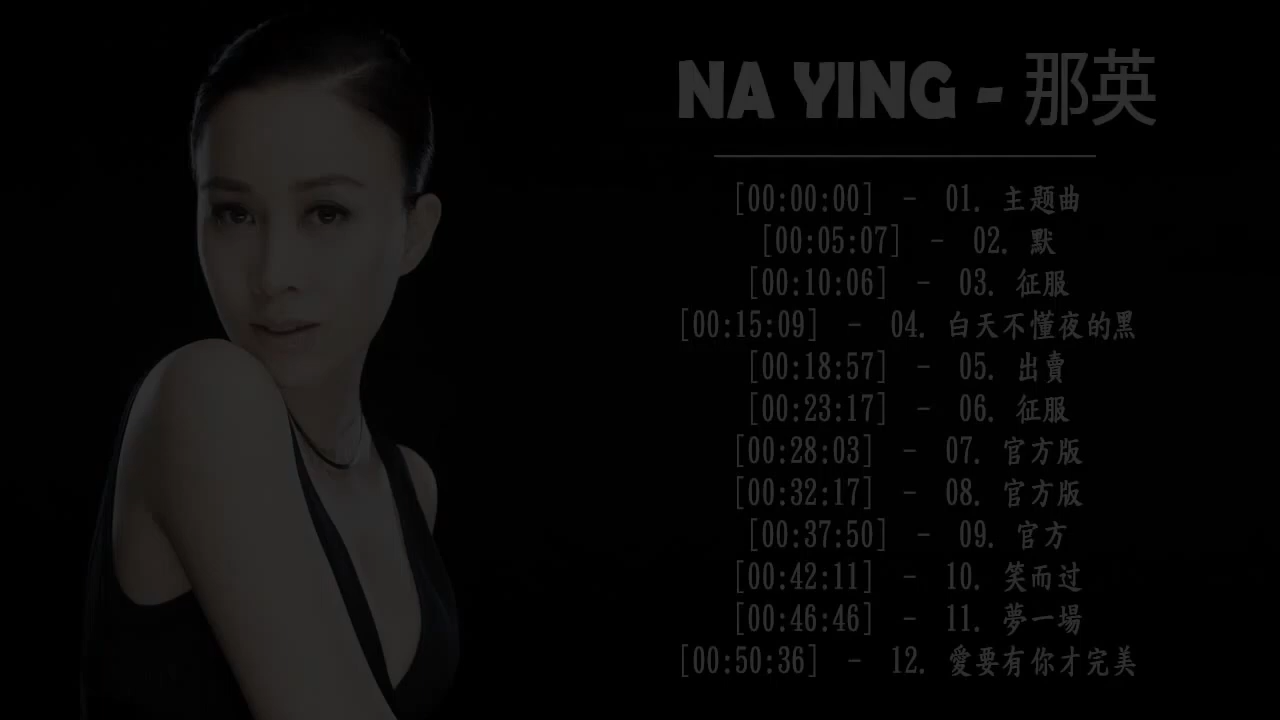 NA YING - 那英
[00:00:00] - 01. 主题曲
[00:05:07] - 02. 默
[00:10:06] - 03. 征服
[00:15:09] - 04. 白天不懂夜的黑
[00:18:57] - 05. 出賣
[00:23:17] - 06. 征服
[00:28:03] - 07. 官方版
[00:32:17] - 08. 官方版
[00:37:50] - 09. 官方
[00:42:11] - 10. 笑而过
[00:46:46] - 11. 夢一場
[00:50:36] - 12. 愛要有你才完美